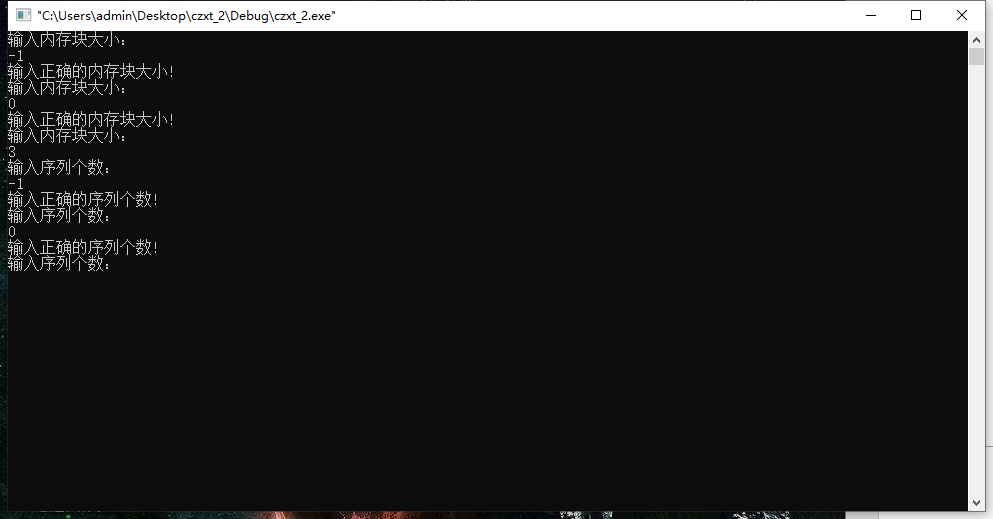 "C:\Users\admin\Desktop\czxt_2\Debug\czxt_2.exe"
输入内存块大小：
-1
输入正确的内存块大小！
输入内存块大小：
0
输入正确的内存块大小！
输入内存块大小：
3
输入序列个数：
-1
输入正确的序列个数！
输入序列个数：
0
输入正确的序列个数！
输入序列个数：